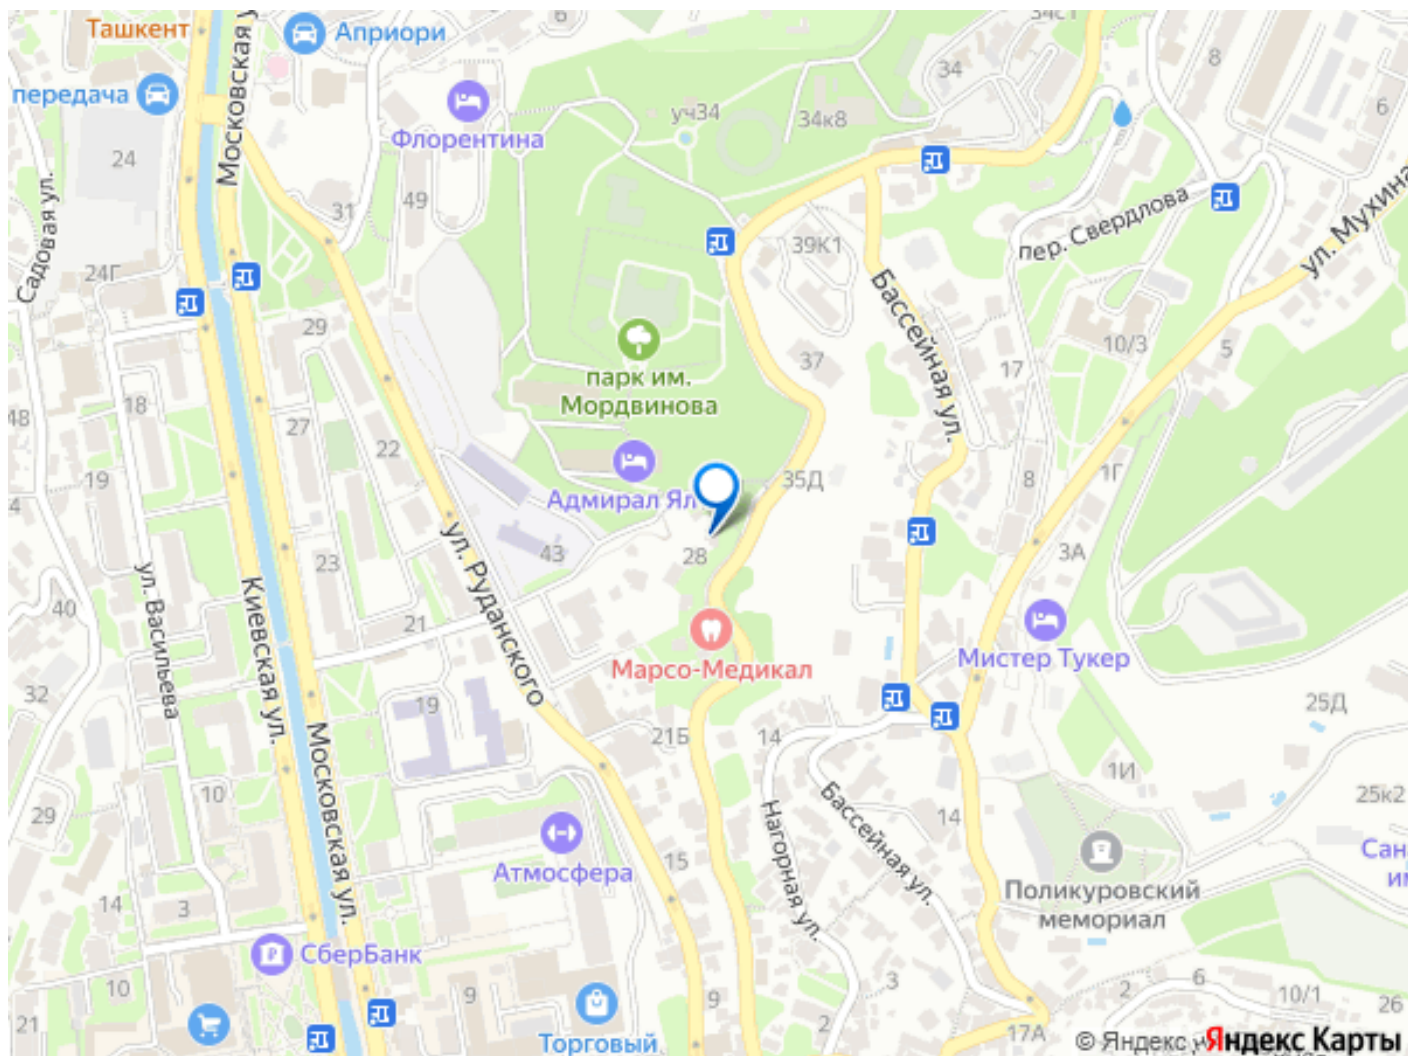 Ташкент
Априори
Московская у
6
34к1
34
8
передача
уч34
34к8
6
Флорентина
24
49
31
Садовая ул.
39К1
пер. Свердлова
ул. Мухина
24Г
Бассейная ул.
29
10/3
5
37
17
парк им.
Мордвинова
18
48
27
22
19
1Г
8
35Д
Адмирал Ял
ул. Руданского
43
28
3А
23
ул. Васильева
Киевская ул.
40
21
Марсо-Медикал
Мистер Тукер
32
19
25Д
21Б
14
Московская ул.
1И
10
29
Бассейная ул.
Нагорная ул.
14
25к2
15
Атмосфера
Сан
им
Поликуровский
мемориал
14
3
СберБанк
10
9
9
3
2
6
2
10/1
26
21
17А
Торговый
© Яндекс
Яндекс Карты